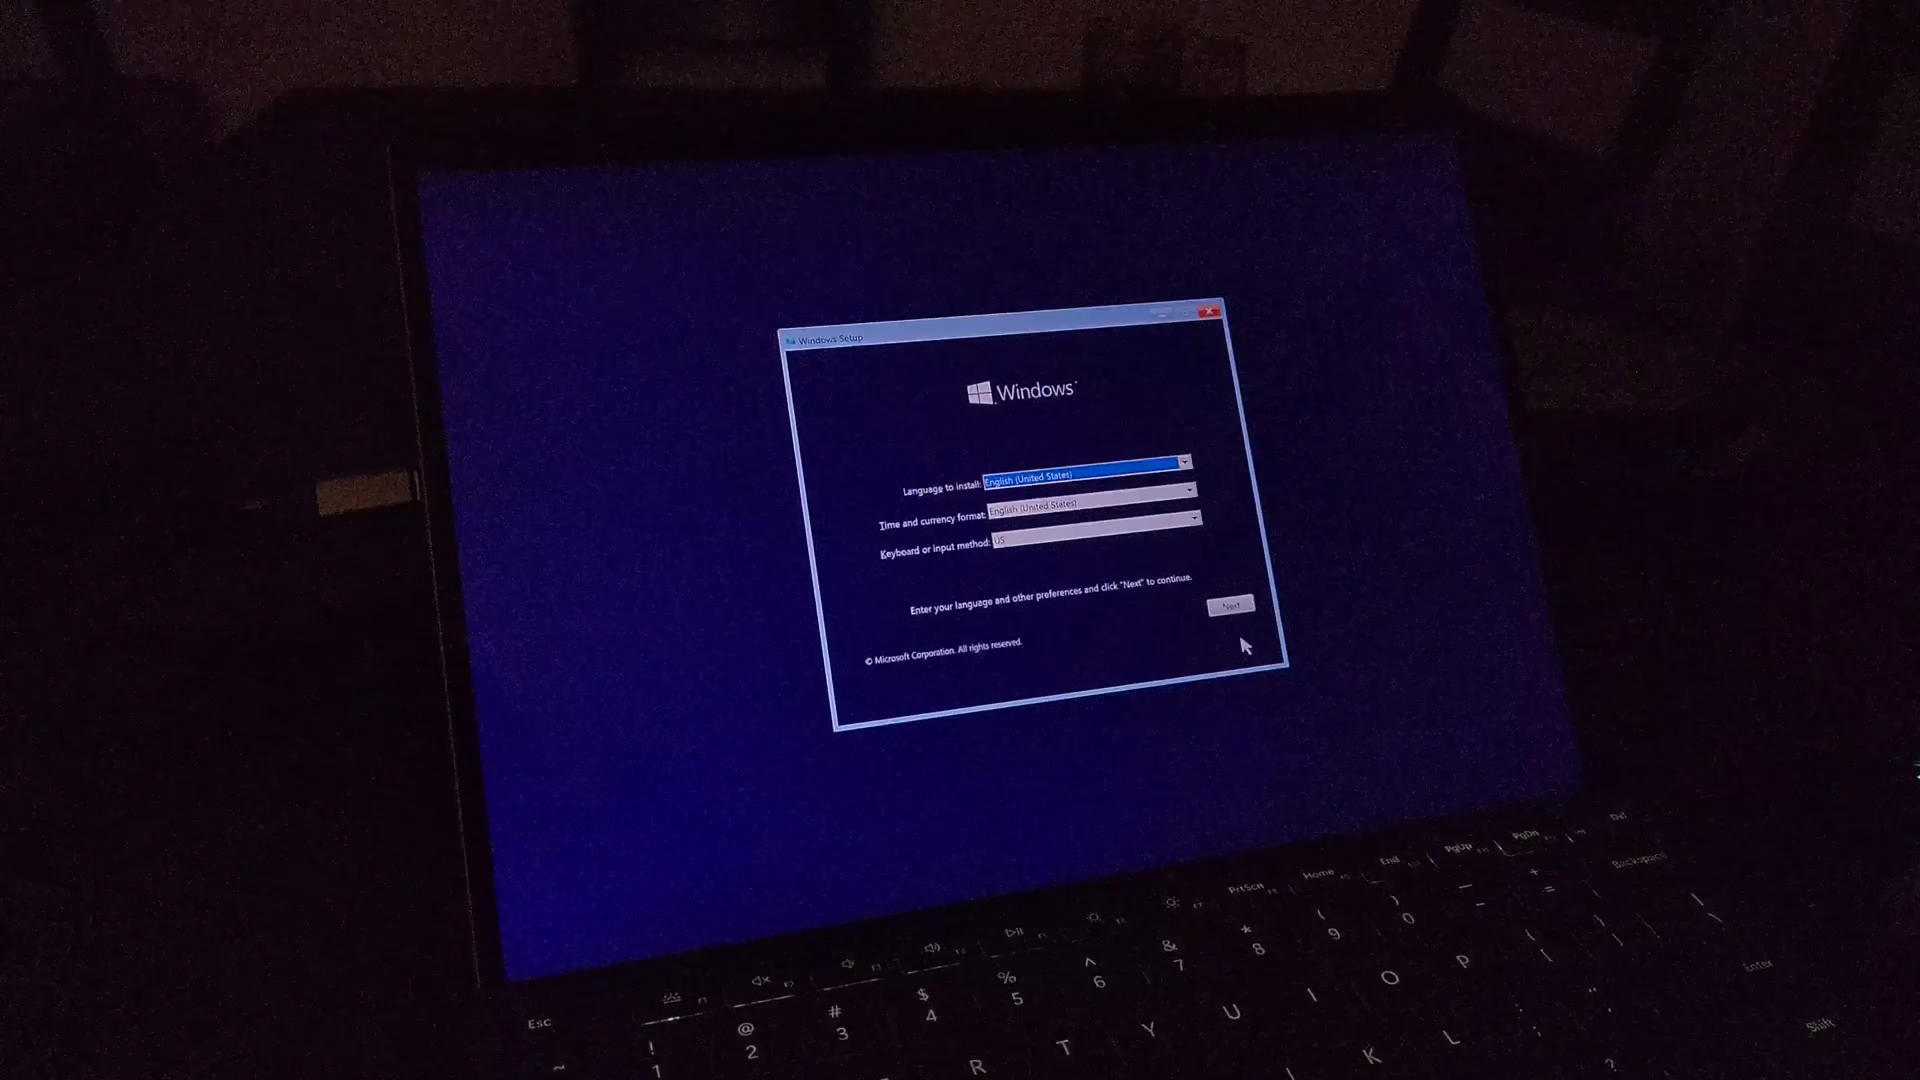 Windows Setup
Windows
Language to install: English (United States)
Time and currency format: English (United States)
Keyboard or input method: US
Enter your language and other preferences and click "Next" to continue.
Next
© Microsoft Corporation. All rights reserved.
PrtScn Home End PgUp PgDn Del
Esc
! @ # $ % ^ & * ( ) _ + Backspace
~ 1 2 3 4 5 6 7 8 9 0 - =
R T Y U I O P { [ } ] | \
K L : ; " ' Enter
? Shift